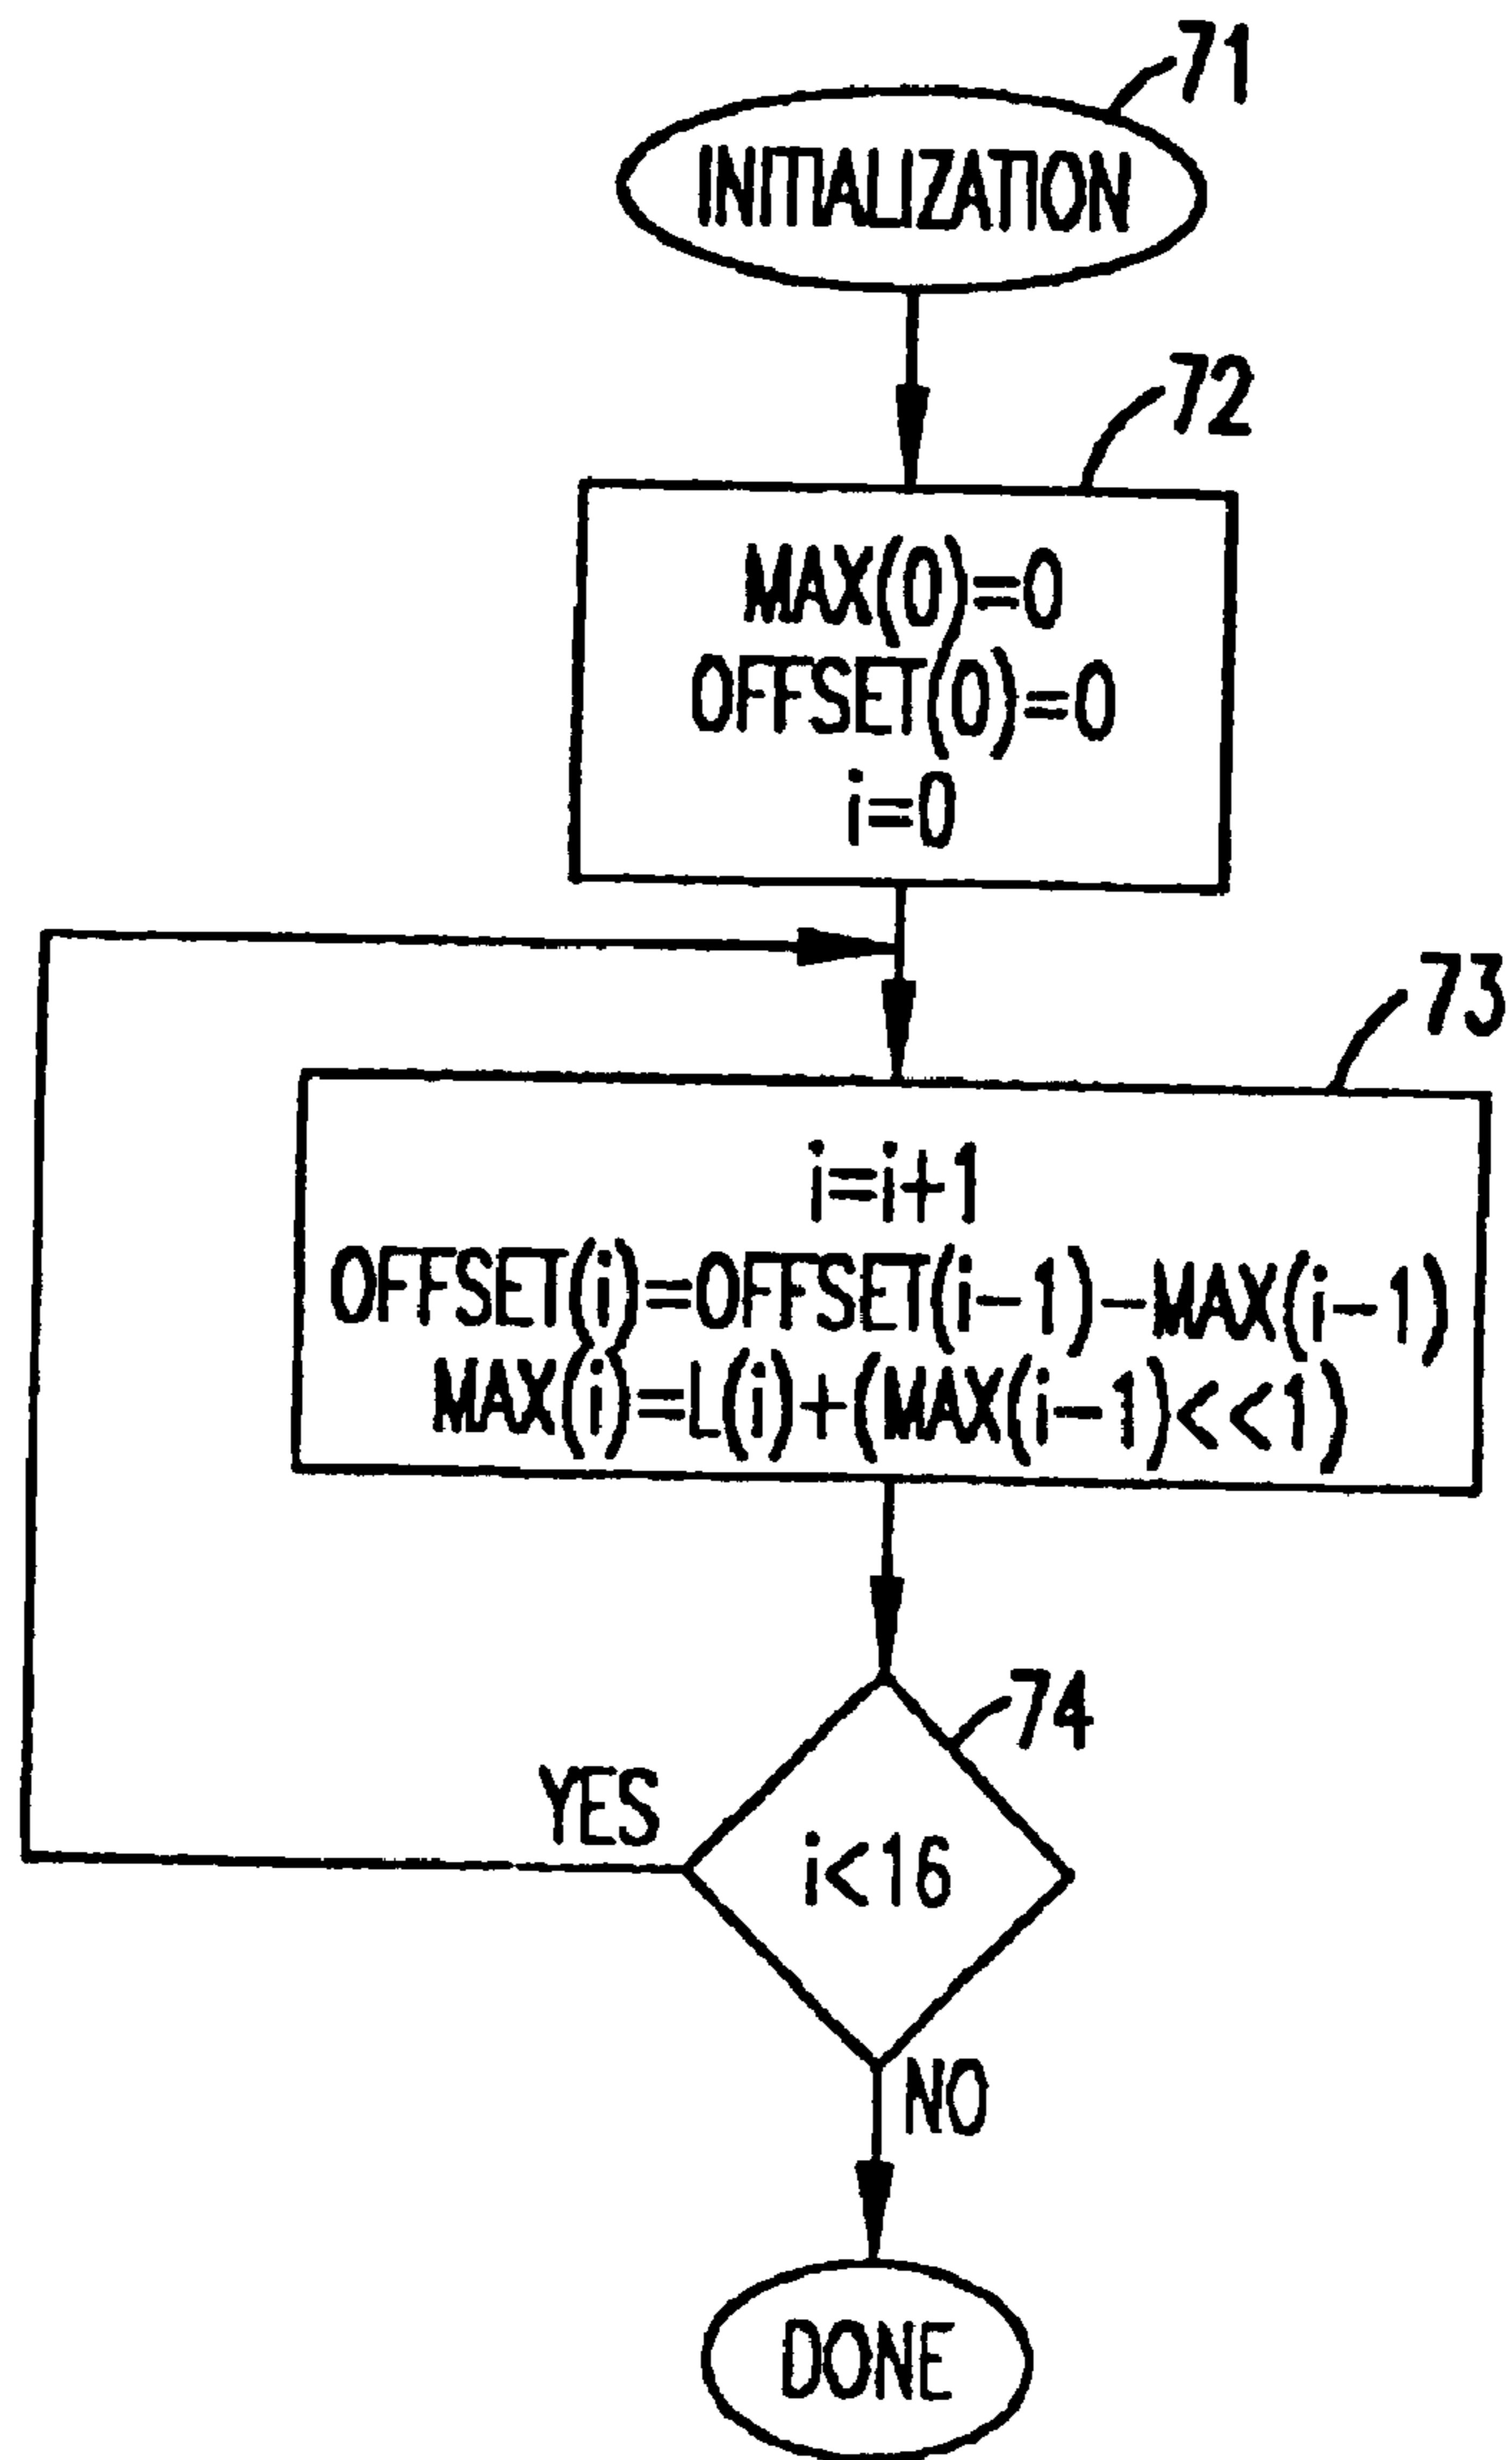 71
INITIALIZATION
72
MAX(0)=0
OFFSET(0)=0
i=0
73
i=i+1
OFFSET(i)=OFFSET(i-1)-MAX(i-1)
MAX(i)=L(i)+(MAX(i-1)<<1)
74
YES
i<16
NO
DONE